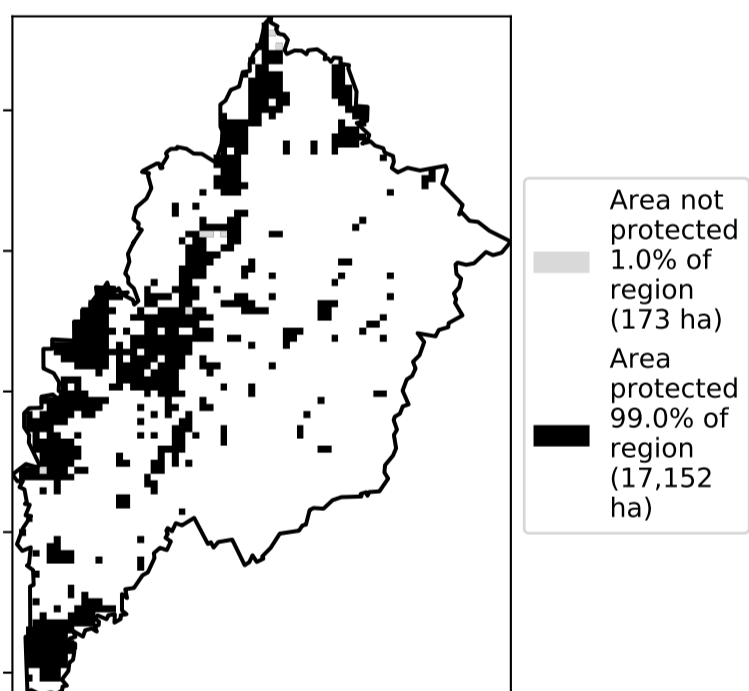 Area not
protected
1.0% of
region
(173 ha)
Area
protected
99.0% of
region
(17,152
ha)